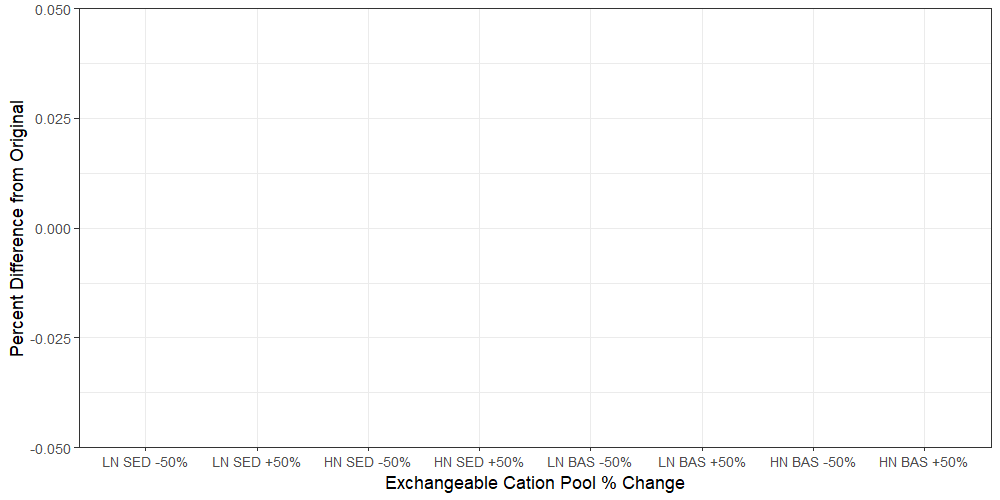 Percent Difference from Original
0.050
0.025
0.000
-0.025
-0.050
LN SED -50% LN SED +50% HN SED -50% HN SED +50% LN BAS -50% LN BAS +50% HN BAS -50% HN BAS +50%
Exchangeable Cation Pool % Change